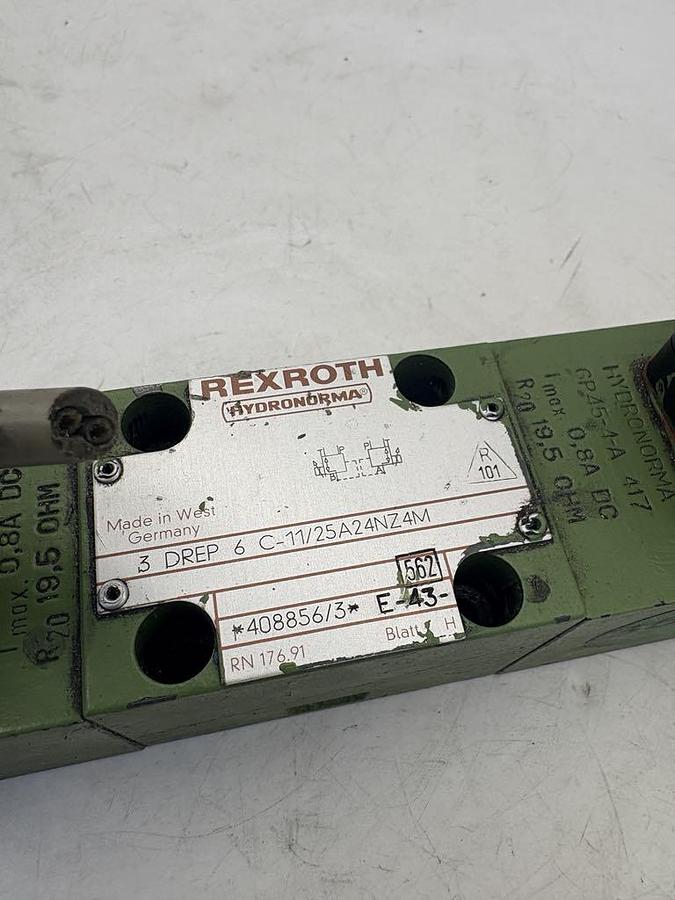 REXROTH
HYDRONORMA®
P P
B A
R
101
Made in West
Germany
3 DREP 6 C-11/25A24NZ4M
562
*408856/3* E-43-
RN 176.91 Blatt H
max. 0,8A DC
R20 19,5 OHM
HYDRONORMA
GP45-4-A 417
I max. 0,8A DC
R20 19,5 OHM